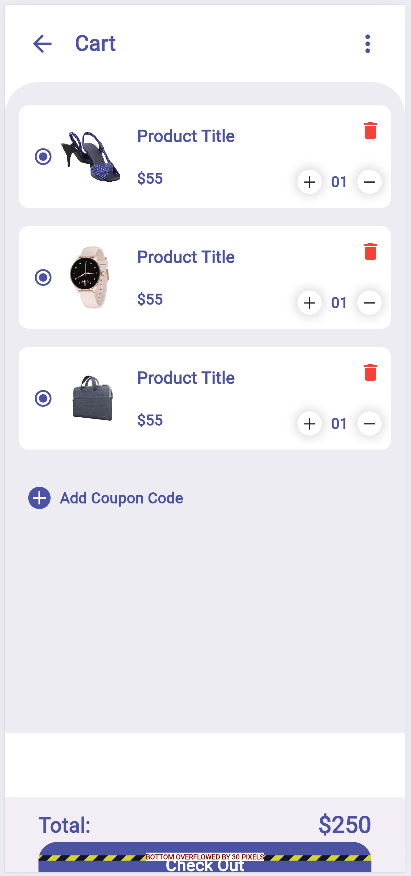 Cart
Product Title
$55
01
Product Title
$55
01
Product Title
$55
01
Add Coupon Code
Total:
$250
BOTTOM OVERFLOWED BY 30 PIXELS
Check Out